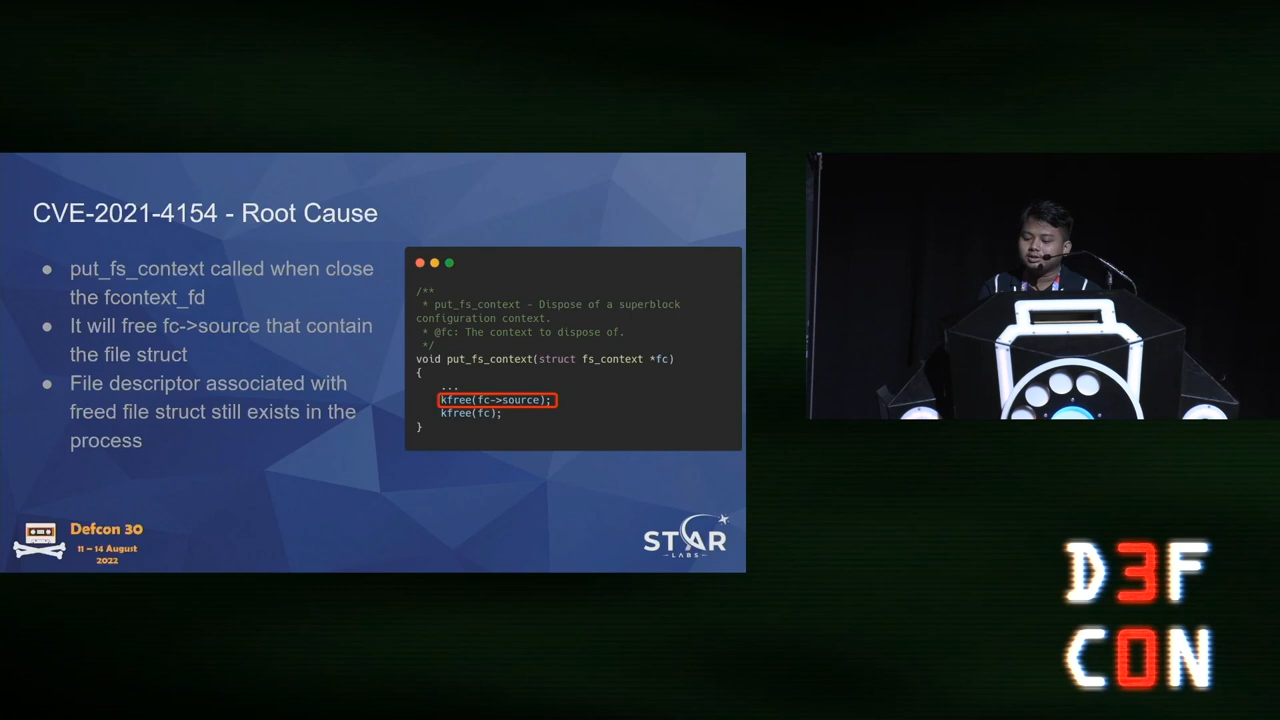 CVE-2021-4154 - Root Cause
● put_fs_context called when close
the fcontext_fd
● It will free fc->source that contain
the file struct
● File descriptor associated with
freed file struct still exists in the
process
/**
* put_fs_context - Dispose of a superblock
configuration context.
* @fc: The context to dispose of.
*/
void put_fs_context(struct fs_context *fc)
{
...
kfree(fc->source);
kfree(fc);
}
Defcon 30
11 – 14 August
2022
STAR
-LABS-
D3F
C0N